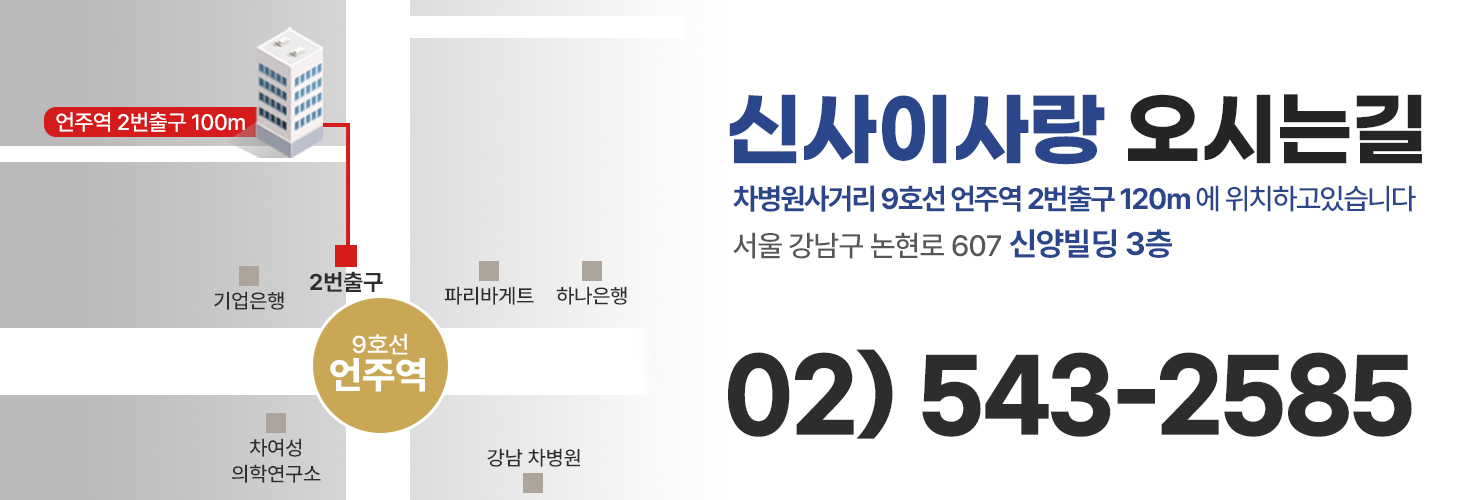 언주역 2번출구 100m
2번출구
기업은행
파리바게트
하나은행
9호선
언주역
차여성
의학연구소
강남 차병원
신사이사랑 오시는길
차병원사거리 9호선 언주역 2번출구 120m 에 위치하고있습니다
서울 강남구 논현로 607 신양빌딩 3층
02) 543-2585